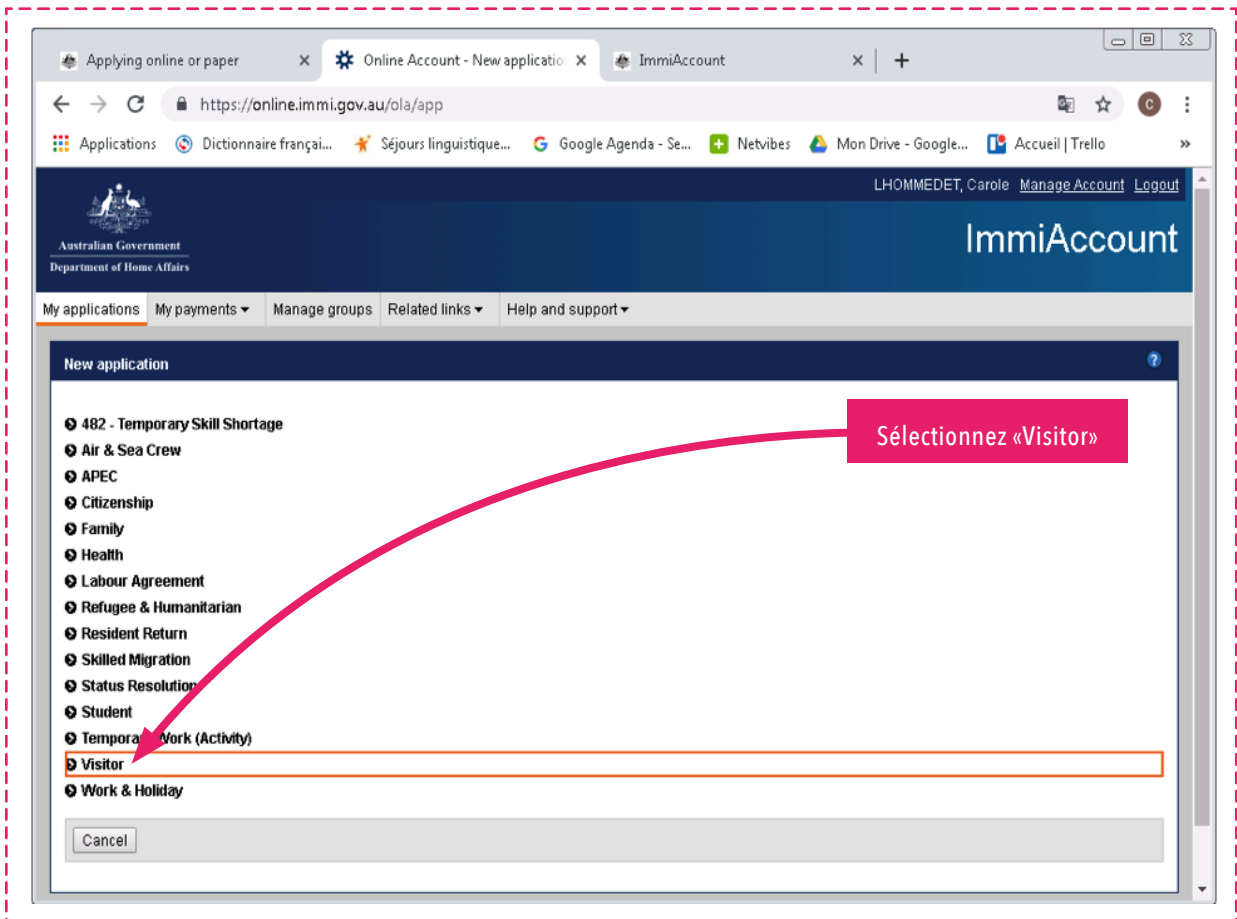 Applying online or paper
Online Account - New applicatio
ImmiAccount
https://online.immi.gov.au/ola/app
C
Applications
Dictionnaire françai...
Séjours linguistique...
Google Agenda - Se...
Netvibes
Mon Drive - Google...
Accueil | Trello
»
LHOMMEDET, Carole Manage Account Logout
Australian Government
Department of Home Affairs
ImmiAccount
My applications My payments Manage groups Related links Help and support
New application
?
482 - Temporary Skill Shortage
Air & Sea Crew
APEC
Citizenship
Family
Health
Labour Agreement
Refugee & Humanitarian
Resident Return
Skilled Migration
Status Resolution
Student
Temporary Work (Activity)
Visitor
Work & Holiday
Cancel
Sélectionnez «Visitor»